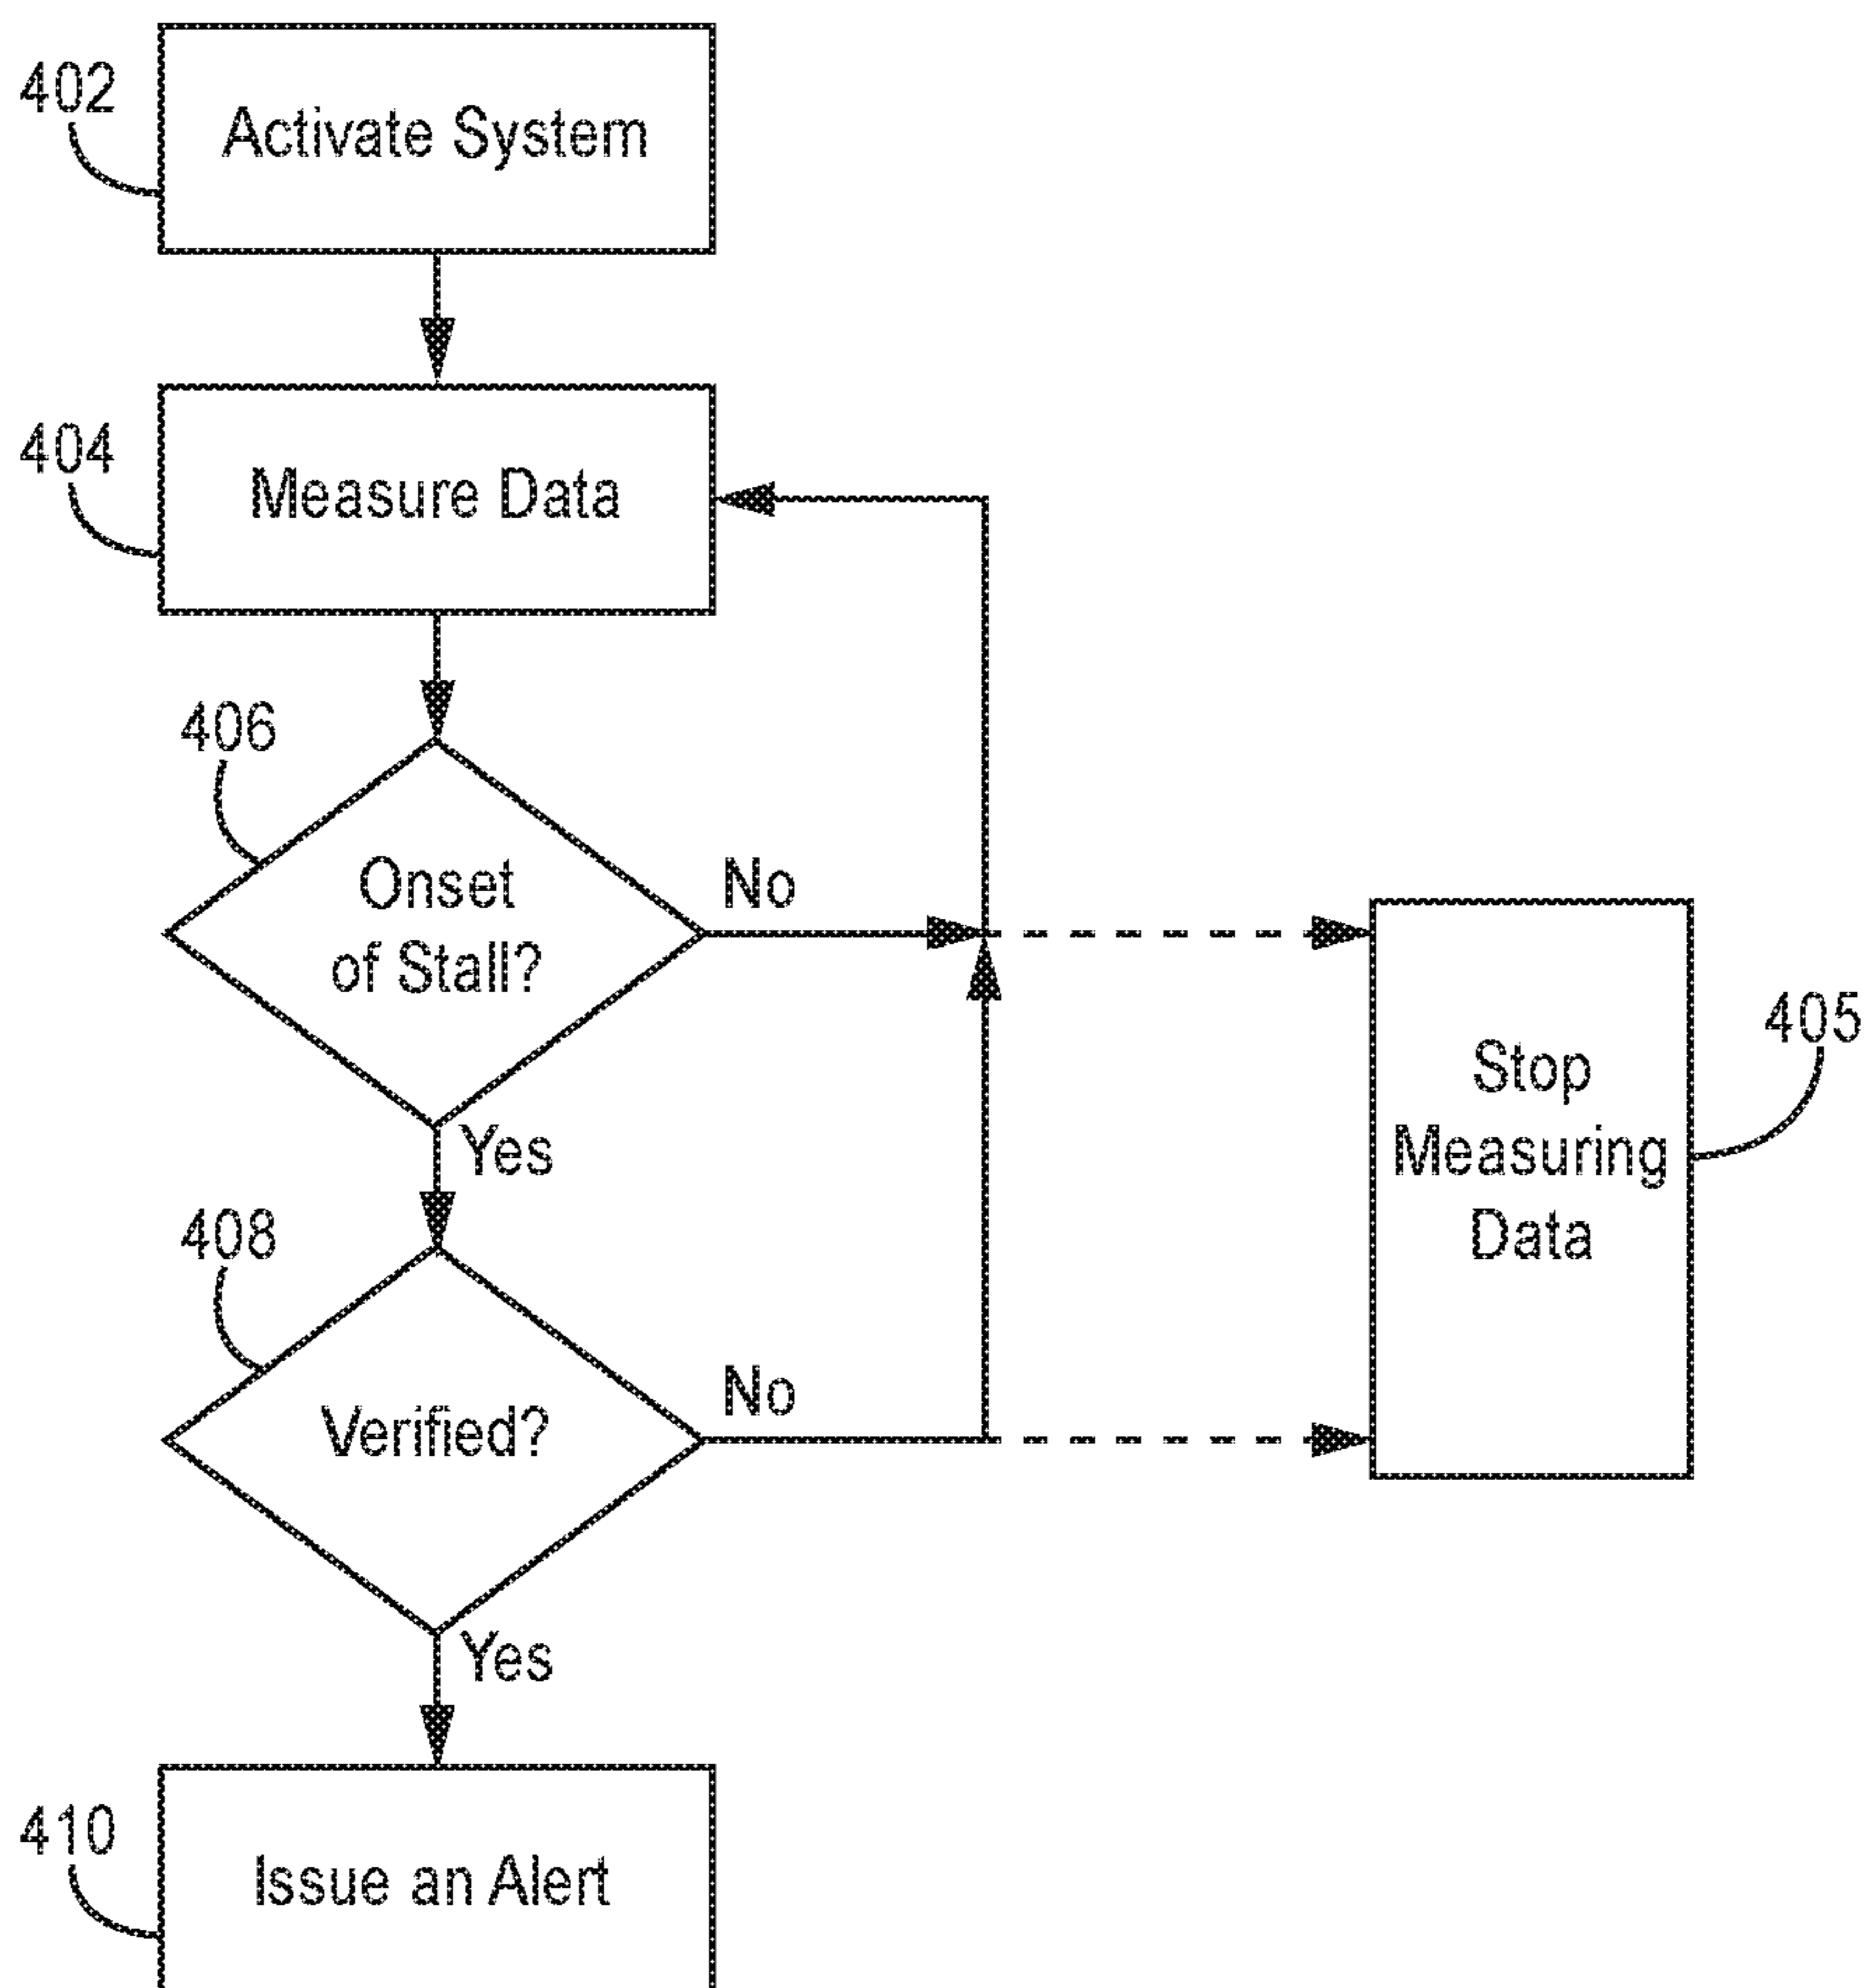 402
Activate System
404
Measure Data
406
Onset
of Stall?
No
Yes
405
Stop
Measuring
Data
408
Verified?
No
Yes
410
Issue an Alert